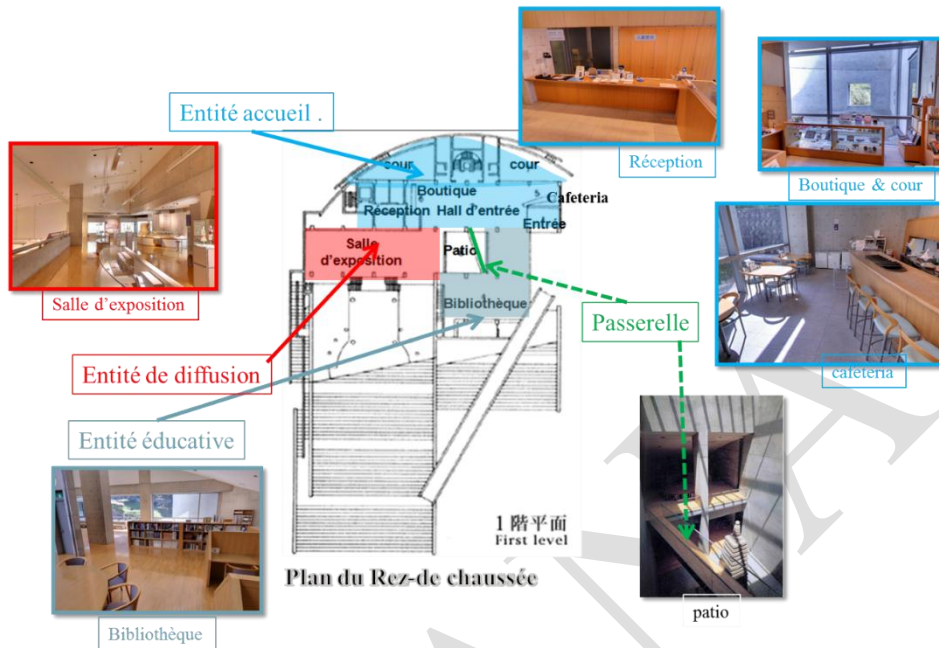 Entité accueil .
Réception
Boutique & cour
cour
cour
Boutique
Cafeteria
Réception
Hall d'entrée
Entrée
Salle
d'exposition
Patio
Bibliothèque
Salle d'exposition
Passerelle
cafeteria
Entité de diffusion
Entité éducative
1階平面
First level
Plan du Rez-de chaussée
patio
Bibliothèque